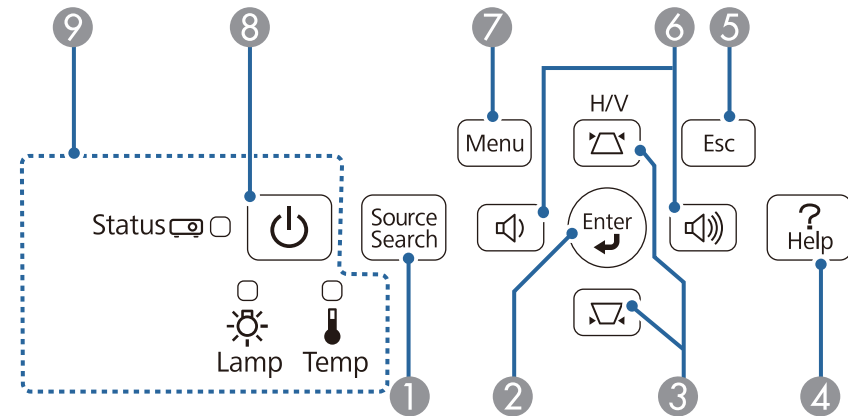 9
8
7
6
5
H/V
Menu
Esc
Status
Source
Search
Enter
?
Help
Lamp
Temp
1
2
3
4